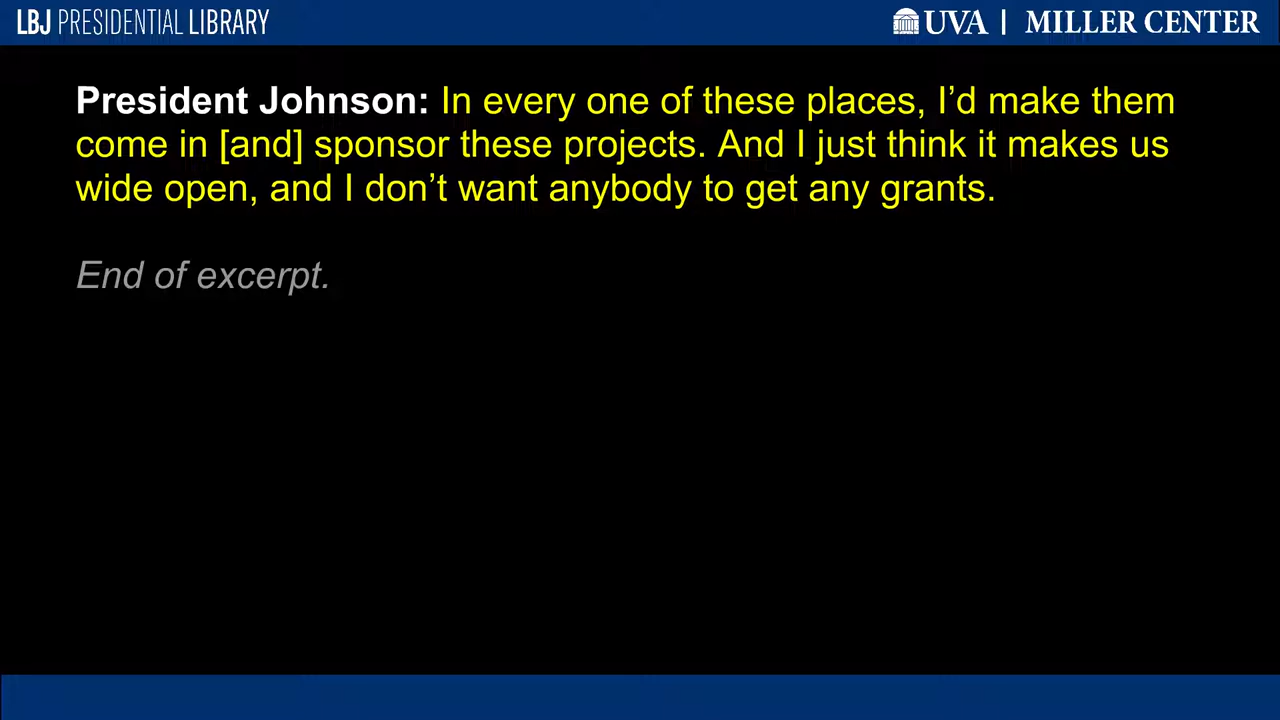 LBJ PRESIDENTIAL LIBRARY
UVA | MILLER CENTER
President Johnson: In every one of these places, I’d make them
come in [and] sponsor these projects. And I just think it makes us
wide open, and I don’t want anybody to get any grants.
End of excerpt.